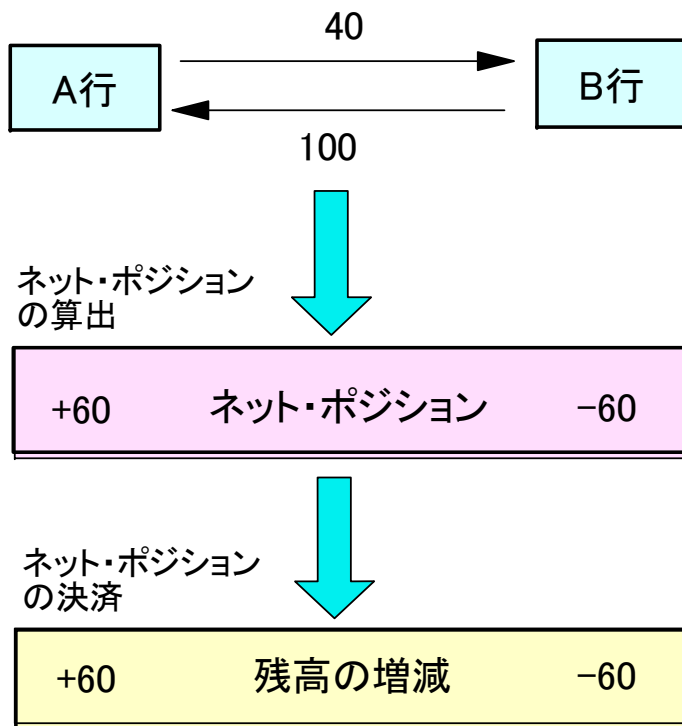 40
A行
B行
100
ネット・ポジション
の算出
+60 ネット・ポジション -60
ネット・ポジション
の決済
+60 残高の増減 -60